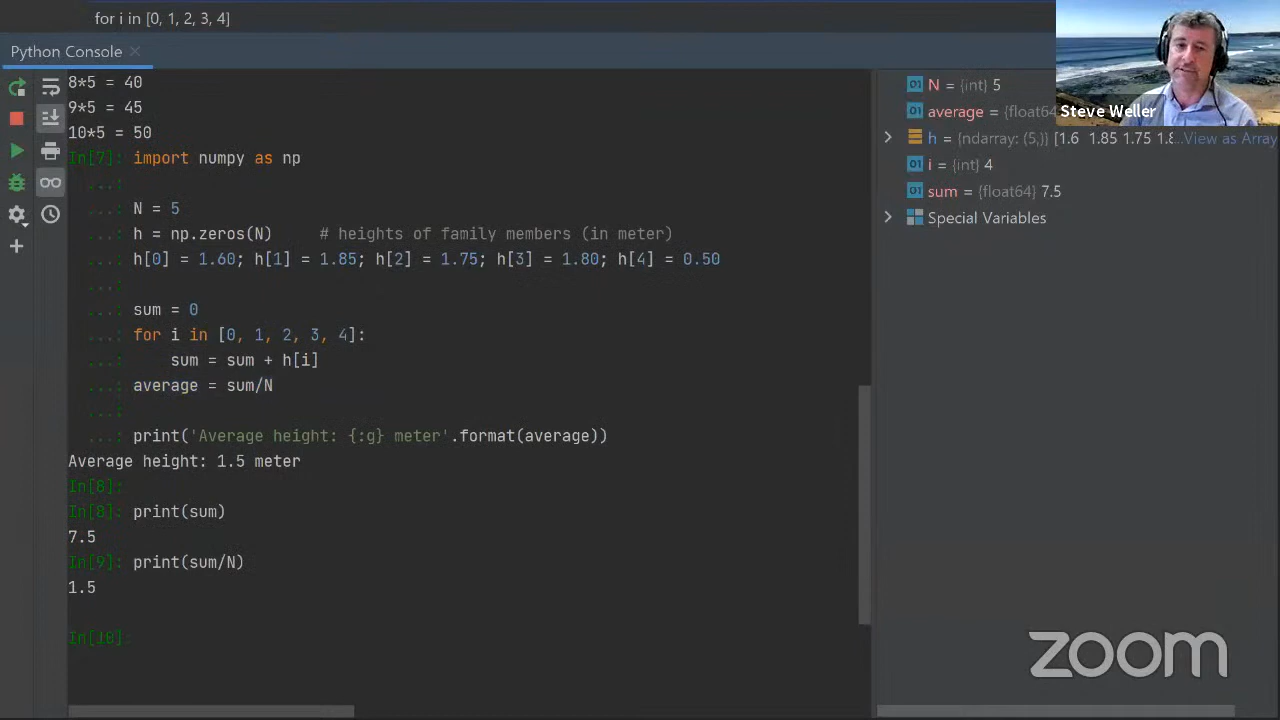 for i in [0, 1, 2, 3, 4]
Python Console
8*5 = 40
9*5 = 45
10*5 = 50
In[7]: import numpy as np
...:
...: N = 5
...: h = np.zeros(N)     # heights of family members (in meter)
...: h[0] = 1.60; h[1] = 1.85; h[2] = 1.75; h[3] = 1.80; h[4] = 0.50
...:
...: sum = 0
...: for i in [0, 1, 2, 3, 4]:
...:     sum = sum + h[i]
...: average = sum/N
...:
...: print('Average height: {:g} meter'.format(average))
Average height: 1.5 meter
In[8]:
In[8]: print(sum)
7.5
In[9]: print(sum/N)
1.5
In[10]:
N = {int} 5
average = {float64
h = {ndarray: (5,)} [1.6  1.85 1.75 1.8...View as Array
i = {int} 4
sum = {float64} 7.5
Special Variables
Steve Weller
zoom